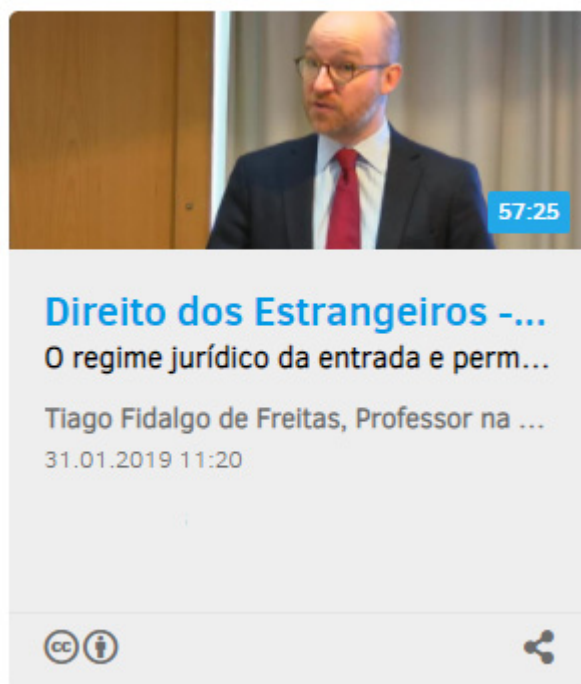 57:25
Direito dos Estrangeiros -...
O regime jurídico da entrada e perm...
Tiago Fidalgo de Freitas, Professor na ...
31.01.2019 11:20
cc